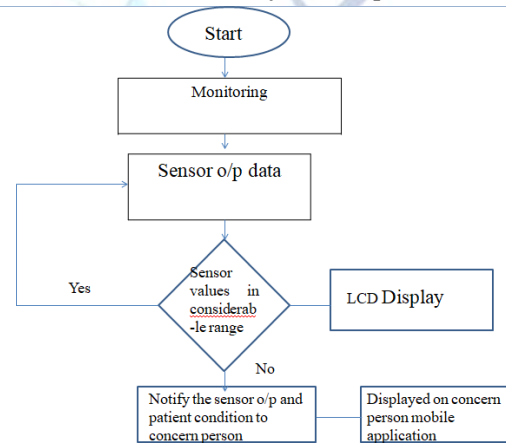 Start
Monitoring
Sensor o/p data
Sensor
values in
considerab
-le range
Yes
LCD Display
No
Notify the sensor o/p and
patient condition to
concern person
Displayed on concern
person mobile
application